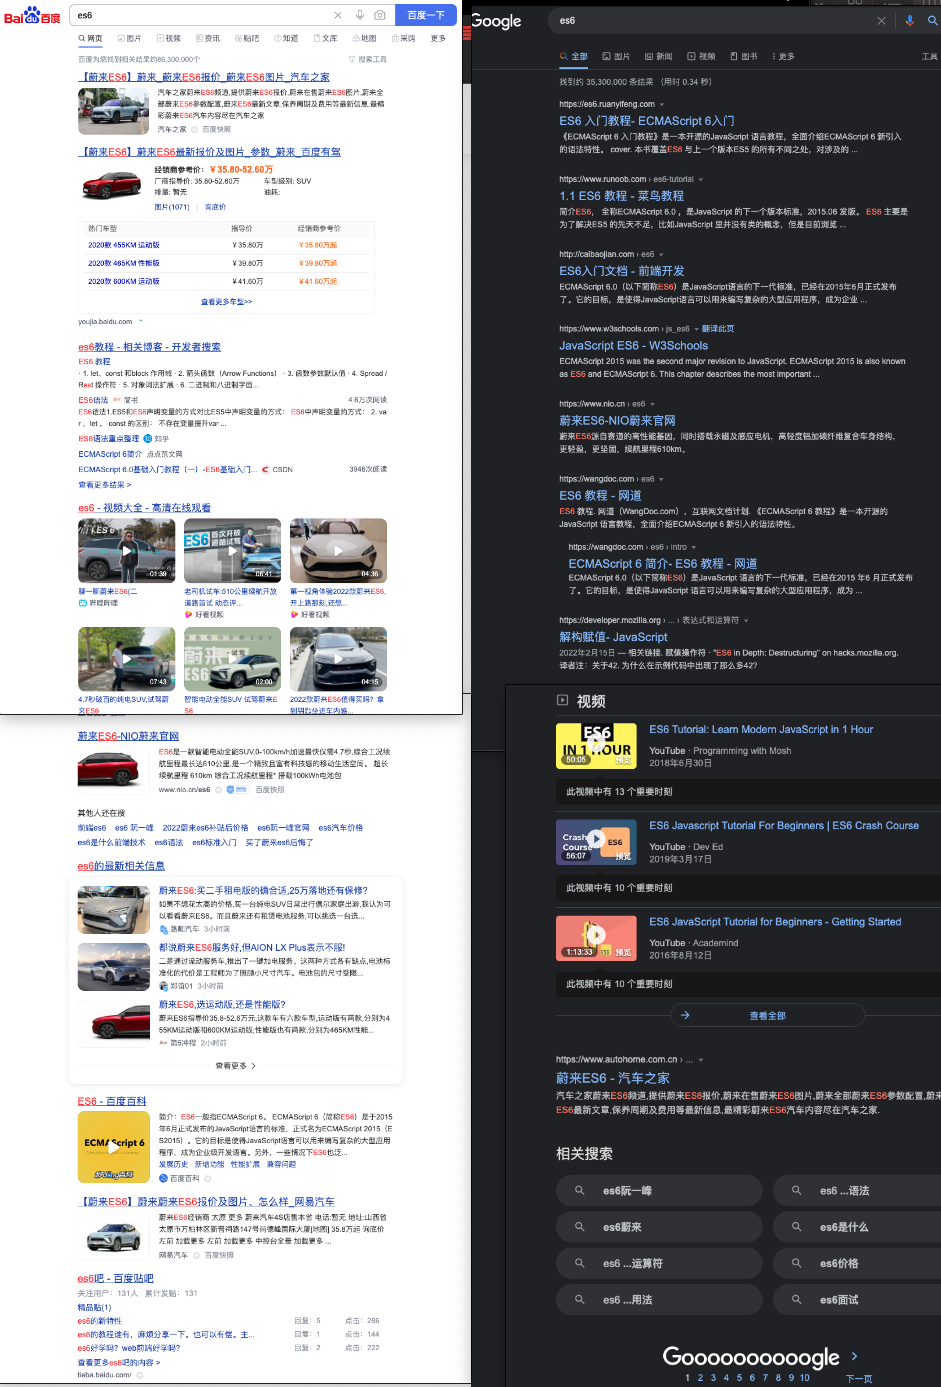 Baidu百度
es6
百度一下
网页
图片
视频
资讯
贴吧
知道
文库
地图
采购
更多
百度为您找到相关结果约86,300,000个
搜索工具
【蔚来ES6】蔚来_蔚来ES6报价_蔚来ES6图片_汽车之家
汽车之家蔚来ES6频道,提供蔚来ES6报价,蔚来在售蔚来ES6图片,蔚来全
部蔚来ES6参数配置,蔚来ES6最新文章,保养周期及费用等最新信息,最精
彩蔚来ES6汽车内容尽在汽车之家
汽车之家
百度快照
【蔚来ES6】蔚来ES6最新报价及图片_参数_蔚来_百度有驾
经销商参考价: ¥ 35.80-52.60万
厂商指导价: 35.80-52.60万
车型级别: SUV
排量: 暂无
油耗:
图片(1071)
询底价
热门车型
指导价
经销商参考价
2020款 455KM 运动版
¥ 35.80万
¥ 35.80万起
2020款 465KM 性能版
¥ 39.80万
¥ 39.80万起
2020款 600KM 运动版
¥ 41.60万
¥ 41.60万起
查看更多车型>>
youjia.baidu.com
es6教程 - 相关博客 - 开发者搜索
ES6 教程
· 1. let、const 和block 作用域 · 2. 箭头函数（Arrow Functions） · 3. 函数参数默认值 · 4. Spread /
Rest 操作符 · 5. 对象词法扩展 · 6. 二进制和八进制字面...
ES6语法
简书
4.6万次阅读
ES6语法1.ES5和ES6声明变量的方式对比ES5中声明变量的方式: ES6中声明变量的方式: 2. va
r , let , const 的区别: 不存在变量提升var ...
ES6语法重点整理
知乎
ECMAScript 6简介
点点范文网
ECMAScript 6.0基础入门教程（一）-ES6基础入门...
CSDN
3948次阅读
查看更多结果 >
es6 - 视频大全 - 高清在线观看
01:39
首次开放
道路试驾
06:41
04:36
聊一聊蔚来ES6(二
哔哩哔哩
老司机试车:510公里续航开放
道路首试 动态评...
好看视频
第一视角体验2022款蔚来ES6,
开上路那刻,还想...
好看视频
07:43
02:00
04:15
4.7秒破百的纯电SUV,试驾蔚
来ES6
智能电动全能SUV 试驾蔚来E
S6
2022款蔚来ES6值得买吗? 拿
蔚来ES6-NIO蔚来官网
ES6是一款智能电动全能SUV,0-100km/h加速最快仅需4.7秒,综合工况续
航里程最长达610公里,是一个精致且富有科技感的移动生活空间。 超长
续航里程 610km 综合工况续航里程* 搭载100kWh电池包
www.nio.cn/es6
百度快照
其他人还在搜
前端es6
es6 阮一峰
2022蔚来es6补贴后价格
es6阮一峰官网
es6汽车价格
es6是什么前端技术
es6语法
es6标准入门
买了蔚来es6后悔了
es6的最新相关信息
蔚来ES6:买二手租电版的确合适,25万落地还有保修?
如果不想花太高的价格,买一台纯电SUV日常出行偶尔家庭出游,我认为可
以看看蔚来ES6。而且蔚来还有租赁电池服务,可以挑选一台选...
路咖汽车
3小时前
都说蔚来ES6服务好,但AION LX Plus表示不服!
二是通过流动服务车,推出了一键加电服务，这两种方式各有缺点,电池标
准化的代价是工程师为了照顾小尺寸汽车。电池包的尺寸受限...
郑谊01
3小时前
蔚来ES6,选运动版,还是性能版?
蔚来ES6指导价35.8-52.6万元,这款车有六款车型,运动版有两款,分别为4
55KM运动版和600KM运动版;性能版也有两款,分别为465KM性能...
第5冲程
2小时前
查看更多 >
ES6 - 百度百科
ECMAScript 6
简介: ES6一般指ECMAScript 6。 ECMAScript 6（简称ES6）是于2015
年6月正式发布的JavaScript语言的标准，正式名为ECMAScript 2015（E
S2015）。它的目标是使得JavaScript语言可以用来编写复杂的大型应用
程序，成为企业级开发语言。另外，一些情况下ES6也泛...
发展历史
新增功能
性能扩展
兼容问题
百度百科
【蔚来ES6】蔚来蔚来ES6报价及图片、怎么样_网易汽车
蔚来ES6经销商 太原 更多 蔚来汽车4S店售本省 电话:暂无 地址:山西省
太原市万柏林区新晋祠路147号尚德峰国际大厦[地图] 35.8万起 询底价
左前 加载更多 左前 加载更多 中控台全景 加载更多 ...
网易汽车
百度快照
es6吧 - 百度贴吧
关注用户: 131人
累计发贴: 131
精品贴(1)
es6的新特性
回复: 5
点击: 286
es6的教程谁有，麻烦分享一下。也可以有偿。主...
回复: 1
点击: 144
es6好学吗? web前端好学吗?
回复: 2
点击: 222
查看更多es6吧的内容 >
tieba.baidu.com/
Google
es6
全部
图片
新闻
视频
图书
更多
工具
找到约 35,300,000 条结果 （用时 0.34 秒）
https://es6.ruanyifeng.com
ES6 入门教程- ECMAScript 6入门
《ECMAScript 6 入门教程》是一本开源的JavaScript 语言教程，全面介绍ECMAScript 6 新引入
的语法特性。 cover. 本书覆盖ES6 与上一个版本ES5 的所有不同之处，对涉及的 ...
https://www.runoob.com › es6-tutorial
1.1 ES6 教程 - 菜鸟教程
简介ES6， 全称ECMAScript 6.0 ，是JavaScript 的下一个版本标准，2015.06 发版。 ES6 主要是
为了解决ES5 的先天不足，比如JavaScript 里并没有类的概念，但是目前浏览 ...
http://caibaojian.com › es6
ES6入门文档 - 前端开发
ECMAScript 6.0（以下简称ES6）是JavaScript语言的下一代标准，已经在2015年6月正式发布
了。它的目标，是使得JavaScript语言可以用来编写复杂的大型应用程序，成为企业 ...
https://www.w3schools.com › js_es6
翻译此页
JavaScript ES6 - W3Schools
ECMAScript 2015 was the second major revision to JavaScript. ECMAScript 2015 is also known
as ES6 and ECMAScript 6. This chapter describes the most important ...
https://www.nio.cn › es6
蔚来ES6-NIO蔚来官网
蔚来ES6源自赛道的高性能基因，同时搭载永磁及感应电机、高轻度铝加碳纤维复合车身结构，
更轻盈，更坚固，续航里程610km。
https://wangdoc.com › es6
ES6 教程 - 网道
ES6 教程. 网道（WangDoc.com），互联网文档计划. 《ECMAScript 6 教程》是一本开源的
JavaScript 语言教程，全面介绍ECMAScript 6 新引入的语法特性。
https://wangdoc.com › es6 › intro
ECMAScript 6 简介- ES6 教程 - 网道
ECMAScript 6.0（以下简称ES6）是JavaScript 语言的下一代标准，已经在2015 年6 月正式发布
了。它的目标，是使得JavaScript 语言可以用来编写复杂的大型应用程序，成为 ...
https://developer.mozilla.org › ... › 表达式和运算符
解构赋值- JavaScript
2022年2月15日 — 相关链接. 赋值操作符 · "ES6 in Depth: Destructuring" on hacks.mozilla.org.
译者注：关于42. 为什么在示例代码中出现了那么多42?
视频
ES6
IN 1 HOUR
50:05
预览
ES6 Tutorial: Learn Modern JavaScript in 1 Hour
YouTube · Programming with Mosh
2018年6月30日
此视频中有 13 个重要时刻
Crash
Course
ES6
56:07
预览
ES6 Javascript Tutorial For Beginners | ES6 Crash Course
YouTube · Dev Ed
2019年3月17日
此视频中有 10 个重要时刻
1:13:33
预览
ES6 JavaScript Tutorial for Beginners - Getting Started
YouTube · Academind
2016年8月12日
此视频中有 10 个重要时刻
查看全部
https://www.autohome.com.cn › ...
蔚来ES6 - 汽车之家
汽车之家蔚来ES6频道,提供蔚来ES6报价,蔚来在售蔚来ES6图片,蔚来全部蔚来ES6参数配置,蔚来
ES6最新文章,保养周期及费用等最新信息,最精彩蔚来ES6汽车内容尽在汽车之家.
相关搜索
es6阮一峰
es6 ...语法
es6蔚来
es6是什么
es6 ...运算符
es6价格
es6 ...用法
es6面试
Goooooooooogle
1 2 3 4 5 6 7 8 9 10
下一页